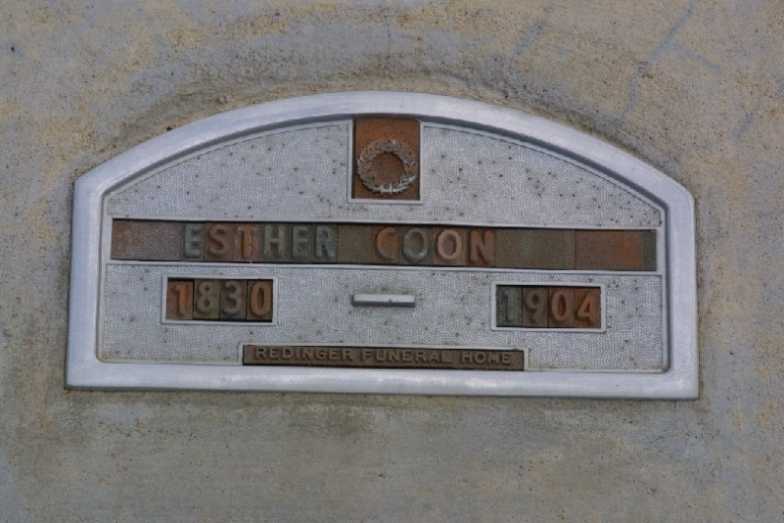 ESTHER COON
1830 – 1904
REDINGER FUNERAL HOME